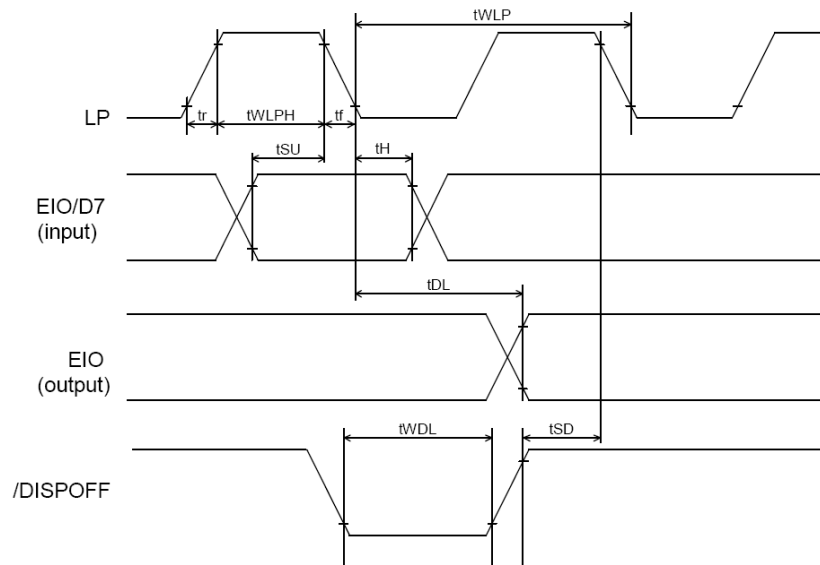 tWLP
LP
tr
tWLPH
tf
tSU
tH
EIO/D7
(input)
tDL
EIO
(output)
tWDL
tSD
/DISPOFF